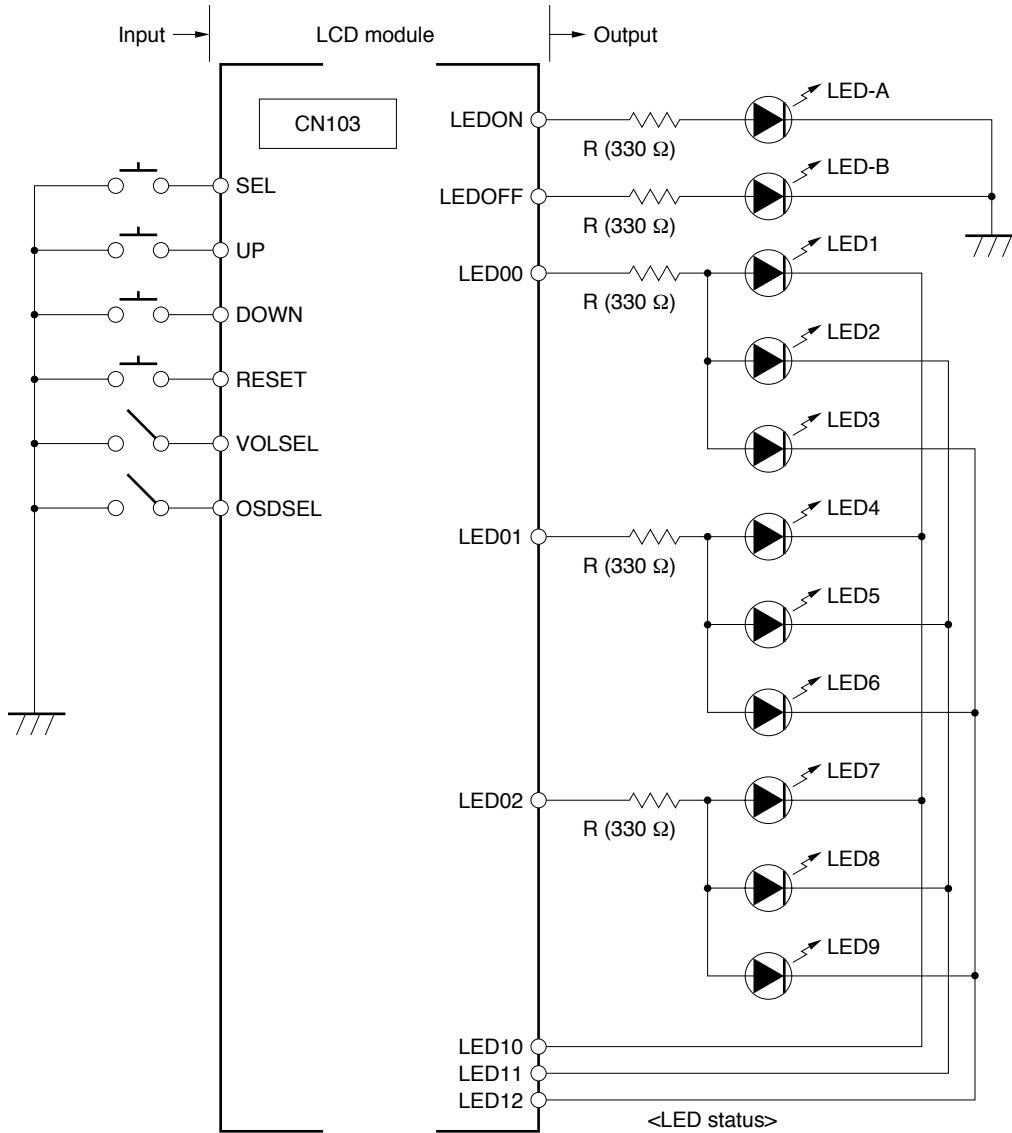 Input
LCD module
Output
CN103
LEDON
R (330 Ω)
LED-A
SEL
LEDOFF
R (330 Ω)
LED-B
UP
LED00
R (330 Ω)
LED1
DOWN
LED2
RESET
VOLSEL
LED3
OSDSEL
LED01
R (330 Ω)
LED4
LED5
LED6
LED02
R (330 Ω)
LED7
LED8
LED9
LED10
LED11
LED12
<LED status>